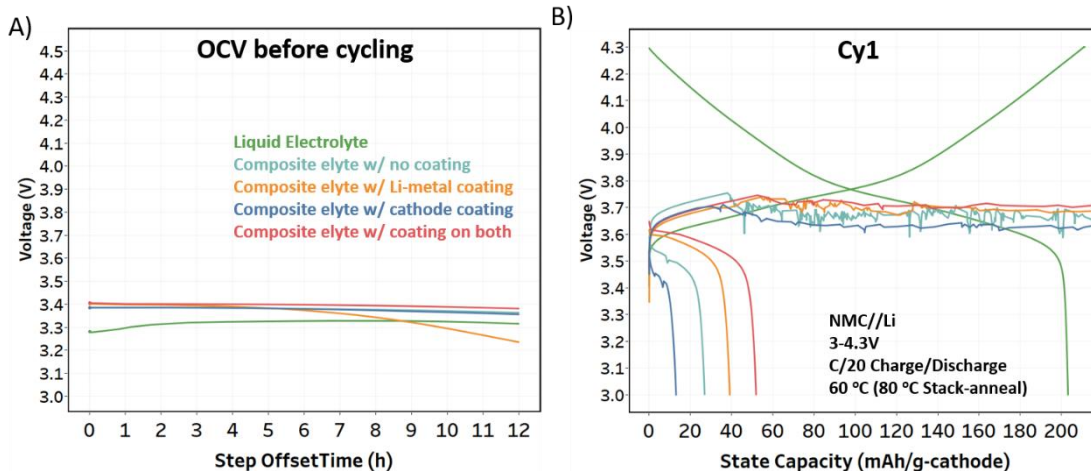 A)
OCV before cycling
4.5
4.4
4.3
4.2
4.1
4.0
3.9
3.8
3.7
3.6
3.5
3.4
3.3
3.2
3.1
3.0
Voltage (V)
Liquid Electrolyte
Composite elyte w/ no coating
Composite elyte w/ Li-metal coating
Composite elyte w/ cathode coating
Composite elyte w/ coating on both
0 1 2 3 4 5 6 7 8 9 10 11 12
Step OffsetTime (h)
B)
Cy1
4.3
4.2
4.1
4.0
3.9
3.8
3.7
3.6
3.5
3.4
3.3
3.2
3.1
3.0
Voltage (V)
NMC//Li
3-4.3V
C/20 Charge/Discharge
60 °C (80 °C Stack-anneal)
0 20 40 60 80 100 120 140 160 180 200
State Capacity (mAh/g-cathode)